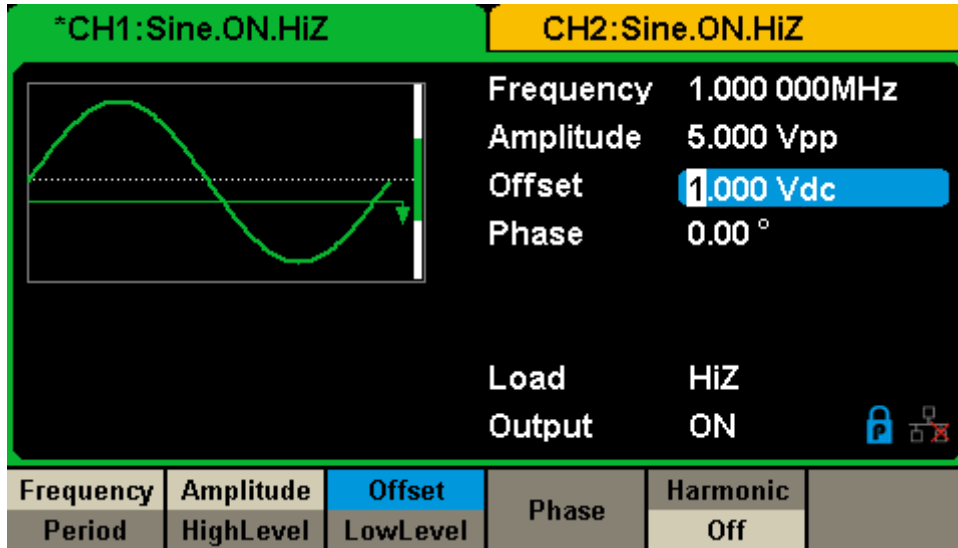 *CH1:Sine.ON.HiZ
CH2:Sine.ON.HiZ
Frequency 1.000 000MHz
Amplitude 5.000 Vpp
Offset 1.000 Vdc
Phase 0.00 °
Load HiZ
Output ON
P
Frequency Amplitude Offset Phase Harmonic
Period HighLevel LowLevel Off